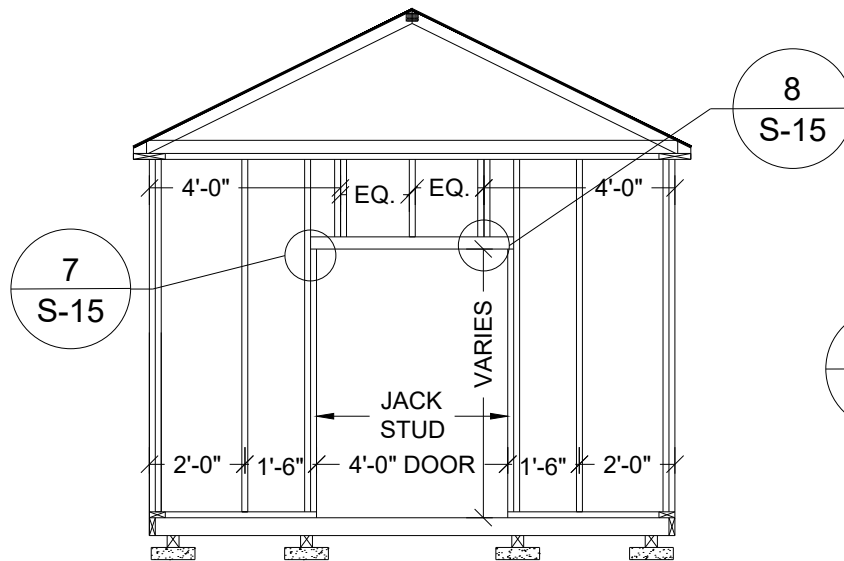 8
S-15
4'-0"
EQ.
EQ.
4'-0"
7
S-15
VARIES
JACK
STUD
2'-0"
1'-6"
4'-0" DOOR
1'-6"
2'-0"